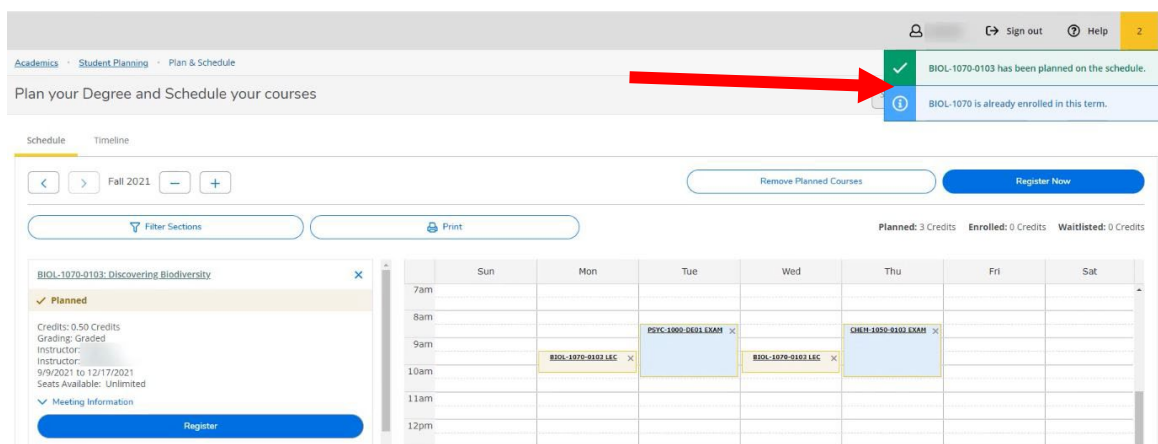 Sign out
Help
2
Academics · Student Planning · Plan & Schedule
BIOL-1070-0103 has been planned on the schedule.
Plan your Degree and Schedule your courses
BIOL-1070 is already enrolled in this term.
Schedule
Timeline
Fall 2021
Remove Planned Courses
Register Now
Filter Sections
Print
Planned: 3 Credits Enrolled: 0 Credits Waitlisted: 0 Credits
BIOL-1070-0103: Discovering Biodiversity
Planned
Credits: 0.50 Credits
Grading: Graded
Instructor:
Instructor:
9/9/2021 to 12/17/2021
Seats Available: Unlimited
Meeting Information
Register
Sun Mon Tue Wed Thu Fri Sat
7am
8am
PSYC-1000-DE01 EXAM
CHEM-1050-0102 EXAM
9am
BIOL-1070-0103 LEC
BIOL-1070-0103 LEC
10am
11am
12pm